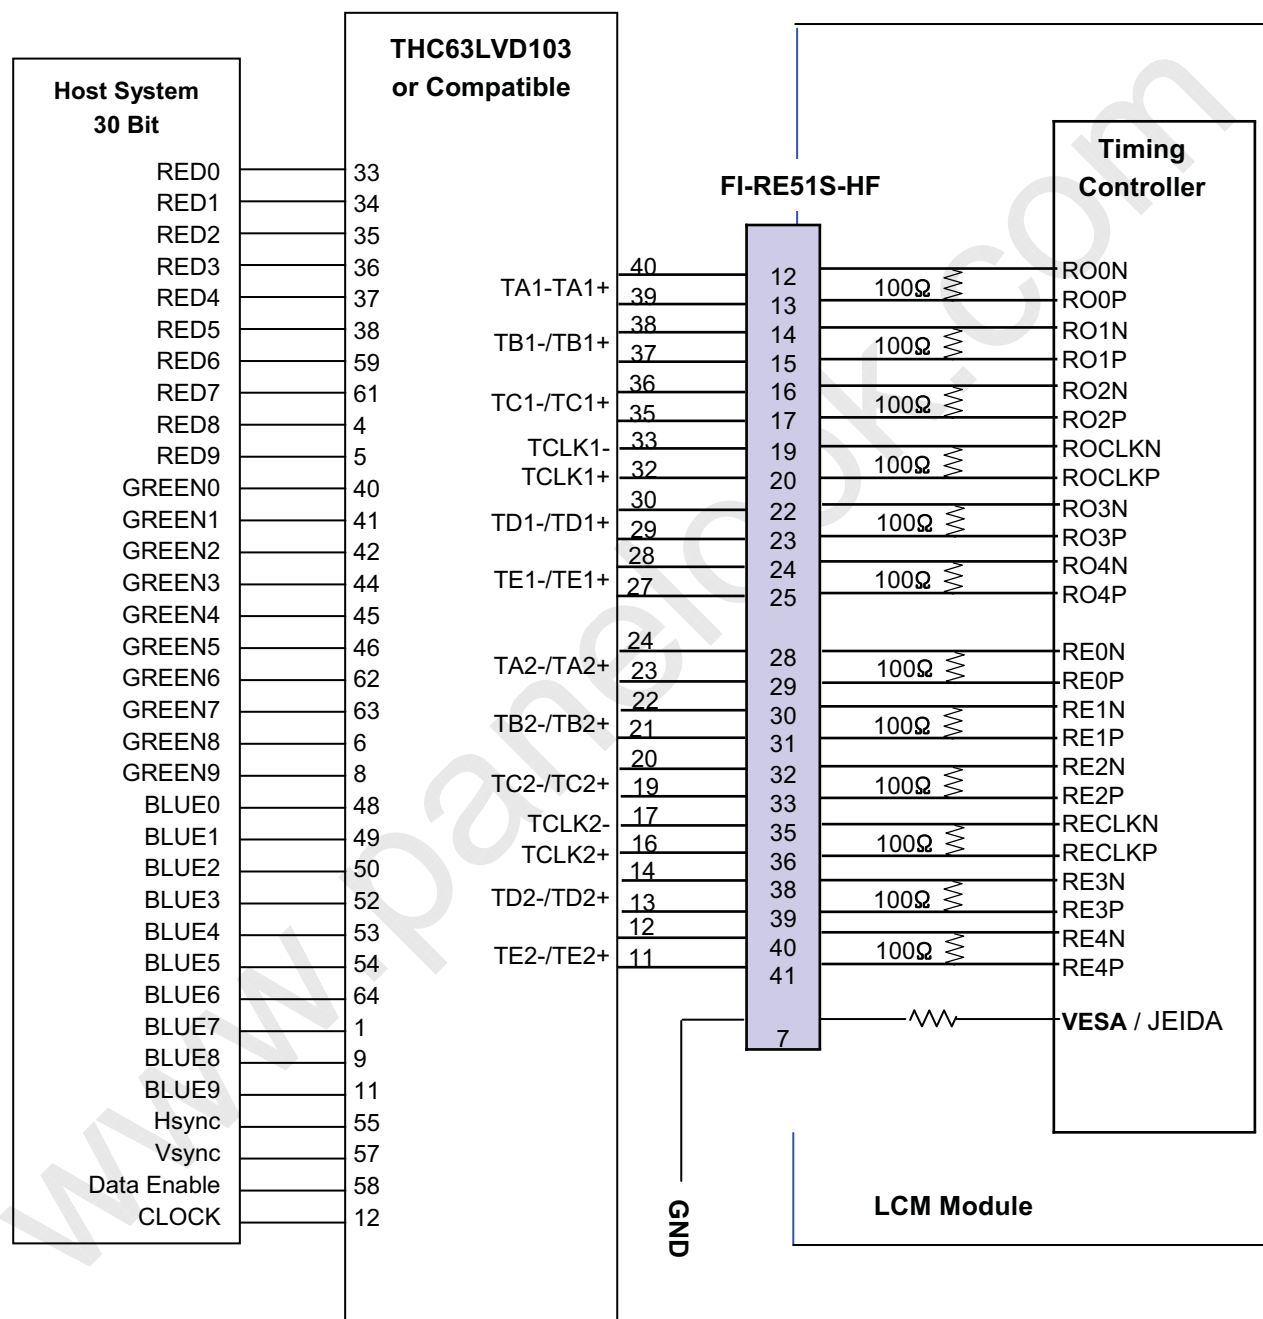 THC63LVD103
or Compatible
Host System
30 Bit
RED0 33
RED1 34
RED2 35
RED3 36
RED4 37
RED5 38
RED6 59
RED7 61
RED8 4
RED9 5
GREEN0 40
GREEN1 41
GREEN2 42
GREEN3 44
GREEN4 45
GREEN5 46
GREEN6 62
GREEN7 63
GREEN8 6
GREEN9 8
BLUE0 48
BLUE1 49
BLUE2 50
BLUE3 52
BLUE4 53
BLUE5 54
BLUE6 64
BLUE7 1
BLUE8 9
BLUE9 11
Hsync 55
Vsync 57
Data Enable 58
CLOCK 12
TA1-TA1+ 40
39
TB1-/TB1+ 38
37
TC1-/TC1+ 36
35
TCLK1- 33
TCLK1+ 32
TD1-/TD1+ 30
29
TE1-/TE1+ 28
27
TA2-/TA2+ 24
23
TB2-/TB2+ 22
21
TC2-/TC2+ 20
19
TCLK2- 17
TCLK2+ 16
TD2-/TD2+ 14
13
TE2-/TE2+ 12
11
FI-RE51S-HF
12
13
14
15
16
17
19
20
22
23
24
25
28
29
30
31
32
33
35
36
38
39
40
41
7
GND
100Ω
100Ω
100Ω
100Ω
100Ω
100Ω
100Ω
100Ω
100Ω
100Ω
100Ω
100Ω
Timing
Controller
RO0N
RO0P
RO1N
RO1P
RO2N
RO2P
ROCLKN
ROCLKP
RO3N
RO3P
RO4N
RO4P
RE0N
RE0P
RE1N
RE1P
RE2N
RE2P
RECLKN
RECLKP
RE3N
RE3P
RE4N
RE4P
VESA / JEIDA
LCM Module
www.panelook.com